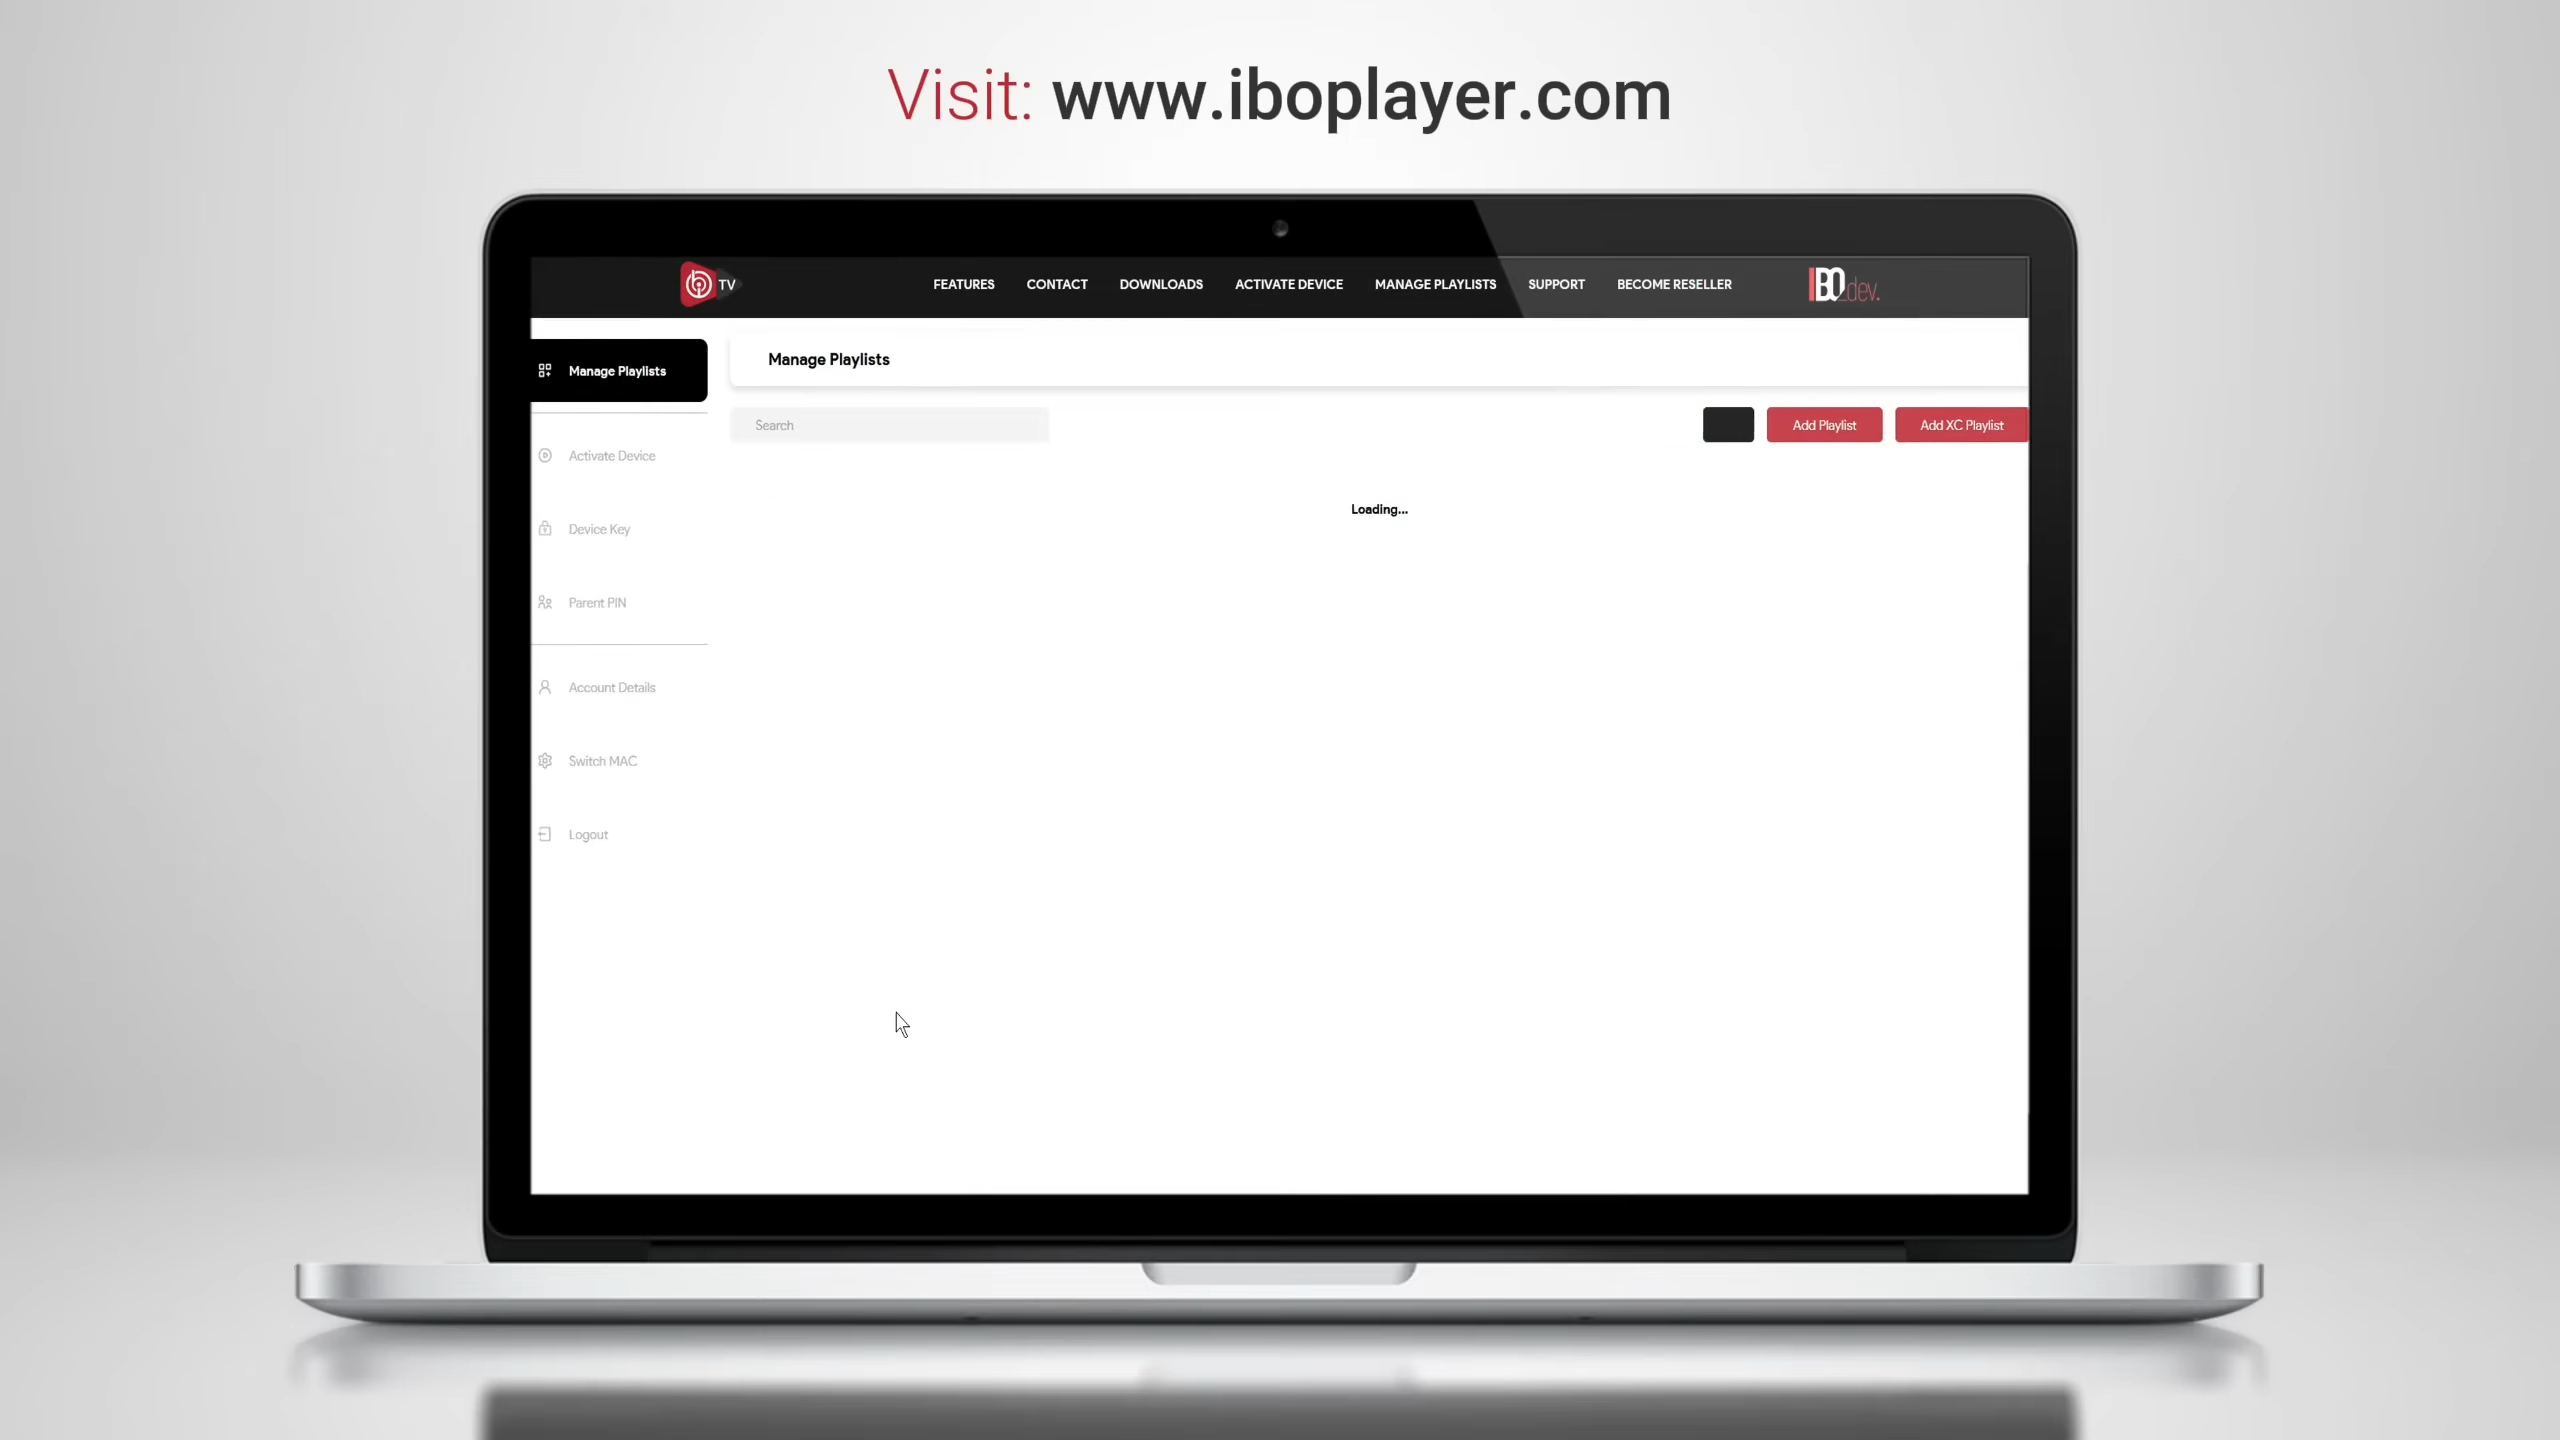 Visit: www.iboplayer.com
TV
FEATURES CONTACT DOWNLOADS ACTIVATE DEVICE MANAGE PLAYLISTS SUPPORT BECOME RESELLER
IBO dev.
Manage Playlists
Manage Playlists
Search
Add Playlist
Add XC Playlist
Loading...
Activate Device
Device Key
Parent PIN
Account Details
Switch MAC
Logout